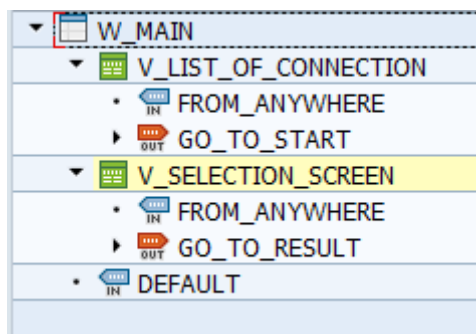 W_MAIN
V_LIST_OF_CONNECTION
IN FROM_ANYWHERE
OUT GO_TO_START
V_SELECTION_SCREEN
IN FROM_ANYWHERE
OUT GO_TO_RESULT
IN DEFAULT